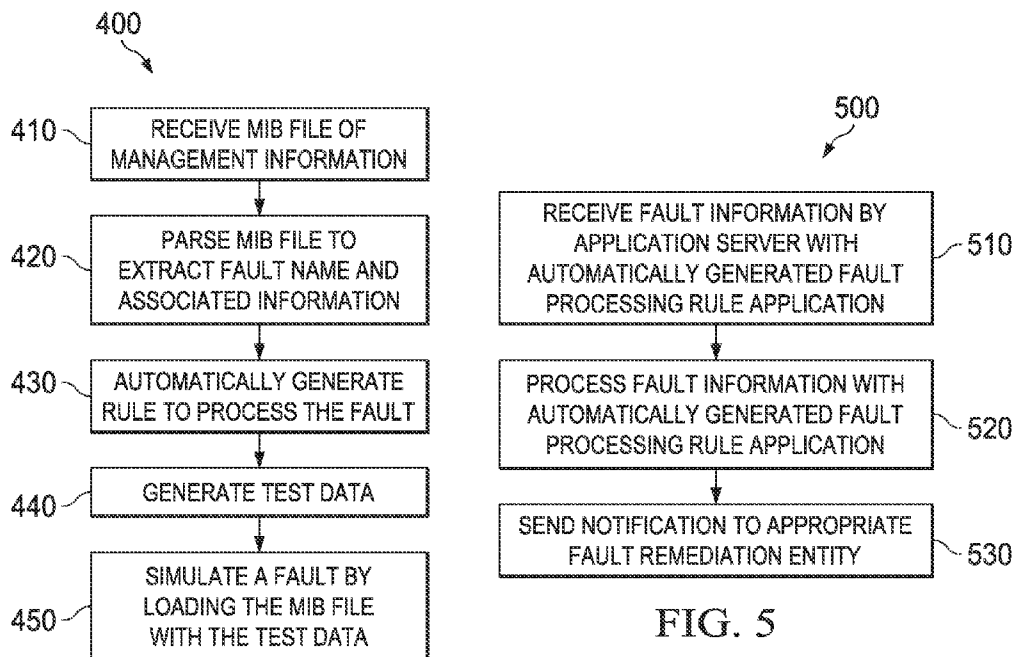 400
410
RECEIVE MIB FILE OF
MANAGEMENT INFORMATION
420
PARSE MIB FILE TO
EXTRACT FAULT NAME AND
ASSOCIATED INFORMATION
430
AUTOMATICALLY GENERATE
RULE TO PROCESS THE FAULT
440
GENERATE TEST DATA
450
SIMULATE A FAULT BY
LOADING THE MIB FILE
WITH THE TEST DATA
500
RECEIVE FAULT INFORMATION BY
APPLICATION SERVER WITH
AUTOMATICALLY GENERATED FAULT
PROCESSING RULE APPLICATION
510
PROCESS FAULT INFORMATION WITH
AUTOMATICALLY GENERATED FAULT
PROCESSING RULE APPLICATION
520
SEND NOTIFICATION TO APPROPRIATE
FAULT REMEDIATION ENTITY
530
FIG. 5